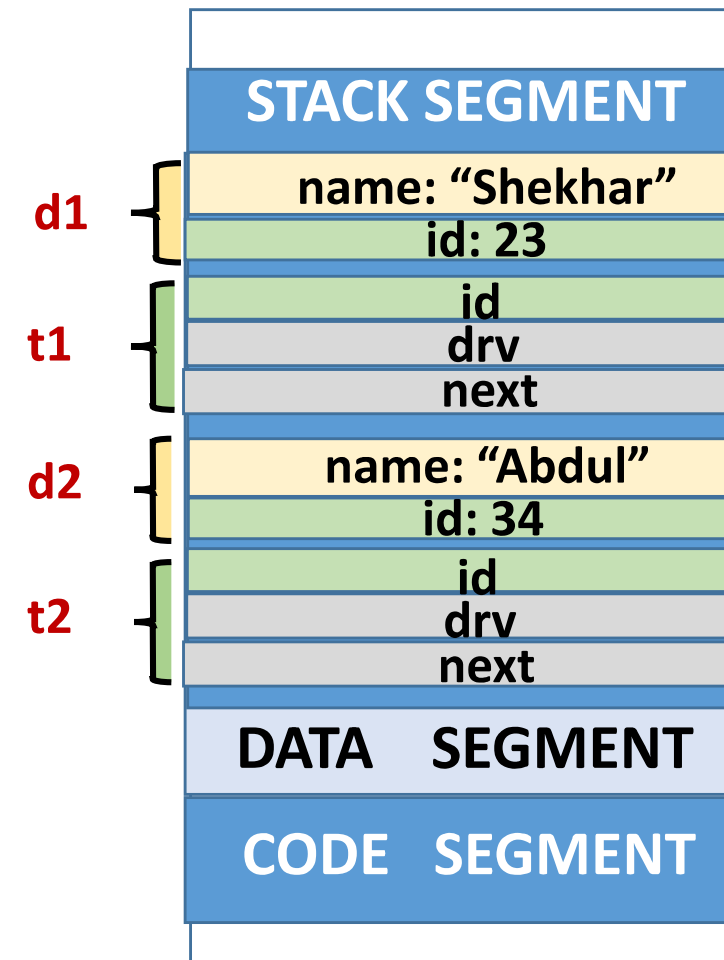 STACK SEGMENT
d1
name: “Shekhar”
id: 23
t1
id
drv
next
d2
name: “Abdul”
id: 34
t2
id
drv
next
DATA SEGMENT
CODE SEGMENT